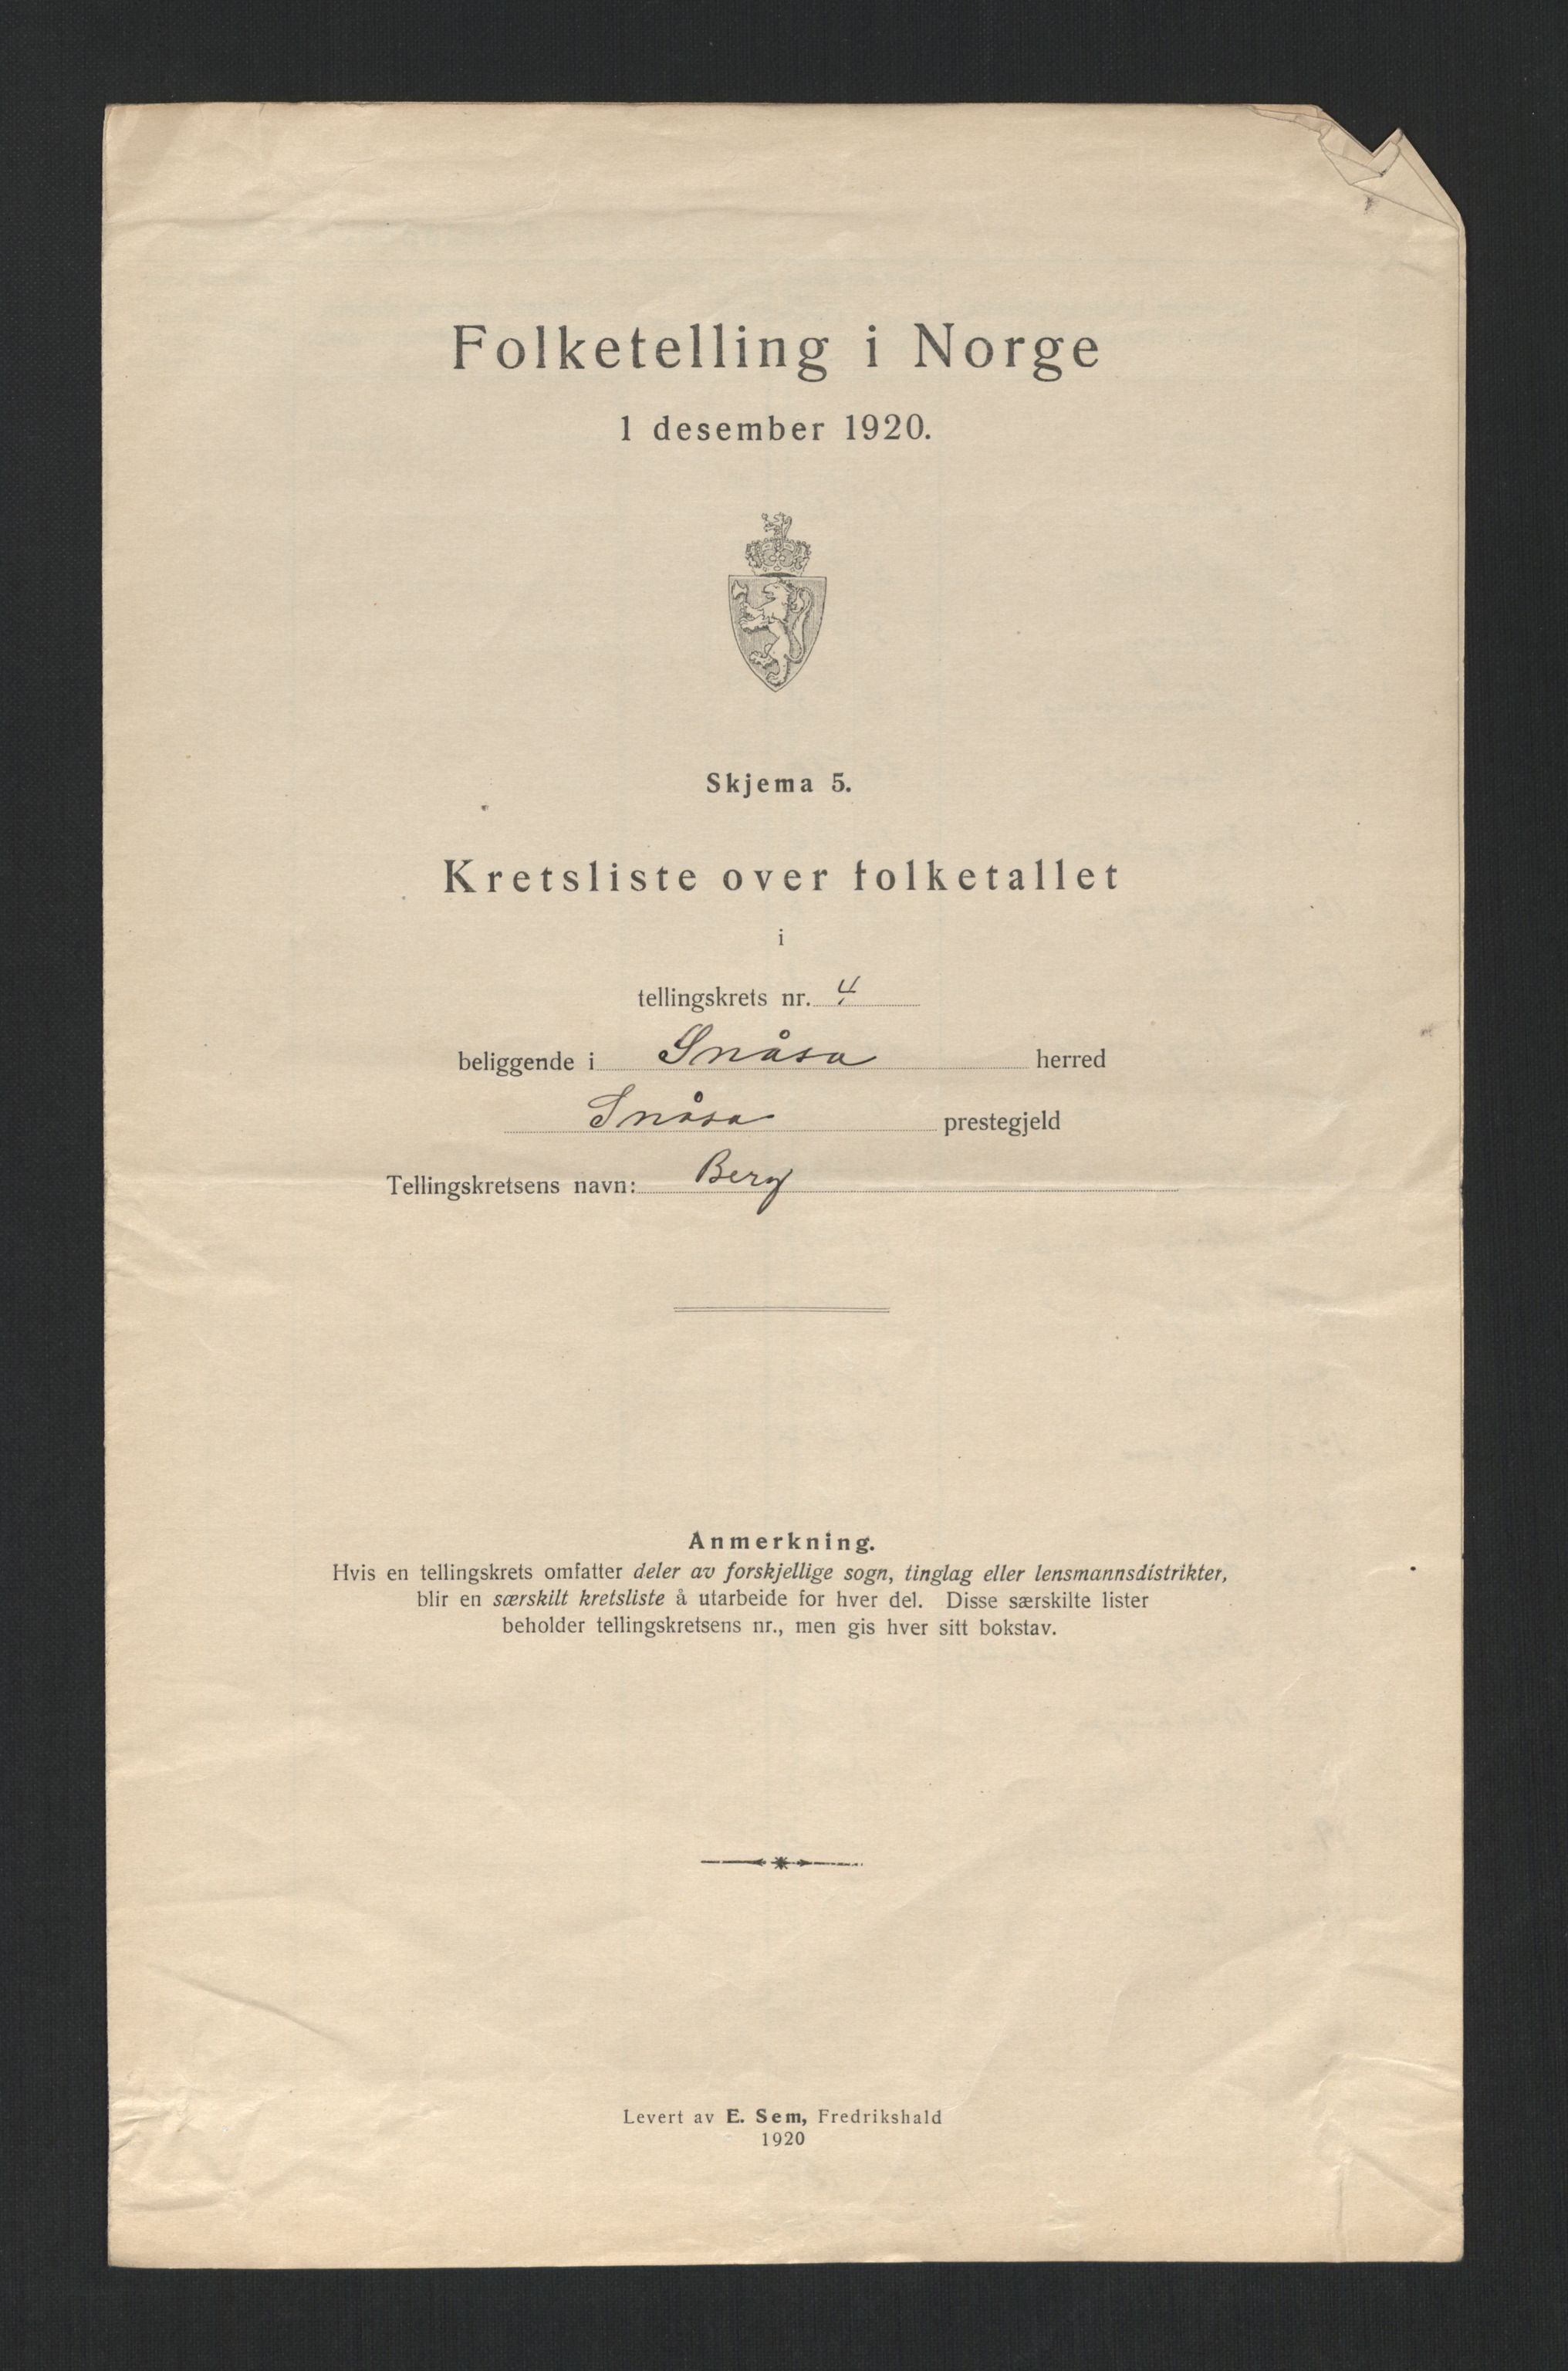 Folketelling i Norge
1 desember 1920.
Skjema 5.
Kretsliste over folketallet
i
tellingskrets nr. 4
beliggende i Snåsa herred
Snåsa prestegjeld
Tellingskretsens navn: Berg
Anmerkning.
Hvis en tellingskrets omfatter deler av forskjellige sogn, tinglag eller lensmannsdistrikter,
blir en særskilt kretsliste å utarbeide for hver del. Disse særskilte lister
beholder tellingskretsens nr., men gis hver sitt bokstav.
Levert av E. Sem, Fredrikshald
1920